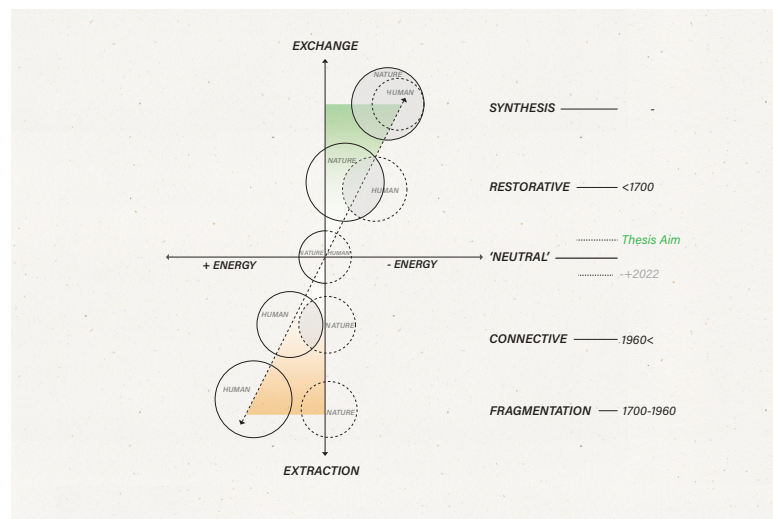 EXCHANGE
NATURE
HUMAN
SYNTHESIS -
NATURE
HUMAN
RESTORATIVE <1700
Thesis Aim
NATURE HUMAN
'NEUTRAL'
+ ENERGY
- ENERGY
-+2022
HUMAN
NATURE
CONNECTIVE 1960<
HUMAN
NATURE
FRAGMENTATION 1700-1960
EXTRACTION